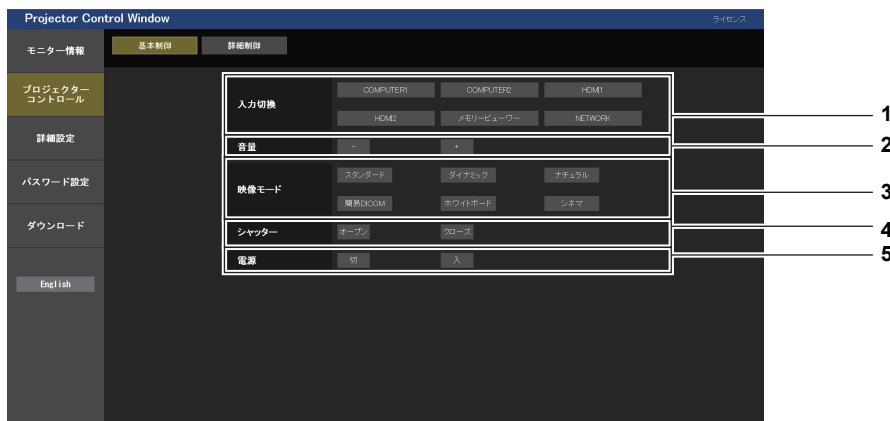 Projector Control Window
ライセンス
モニター情報
基本制御
詳細制御
プロジェクター
コントロール
詳細設定
パスワード設定
ダウンロード
English
入力切換
COMPUTER1
COMPUTER2
HDMI1
HDMI2
メモリービューワー
NETWORK
1
音量
-
+
2
映像モード
スタンダード
ダイナミック
ナチュラル
簡易DICOM
ホワイトボード
シネマ
3
シャッター
オープン
クローズ
4
電源
切
入
5